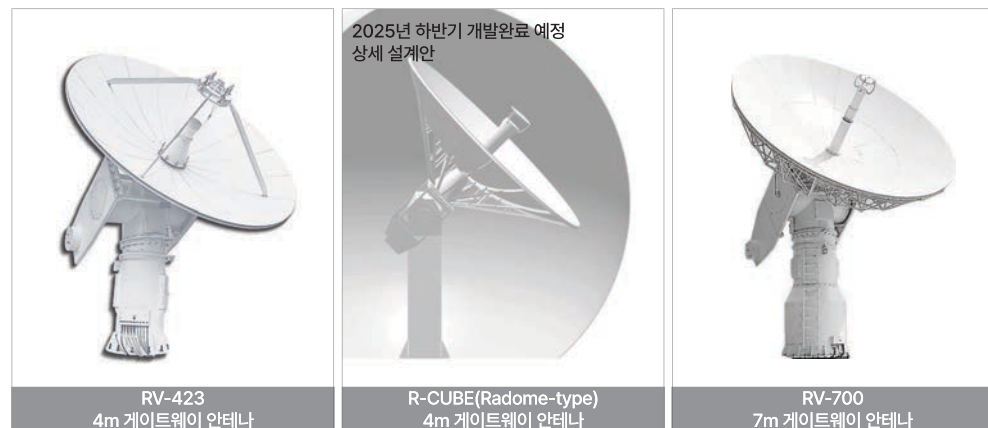 2025년 하반기 개발완료 예정
상세 설계안
RV-423
4m 게이트웨이 안테나
R-CUBE(Radome-type)
4m 게이트웨이 안테나
RV-700
7m 게이트웨이 안테나